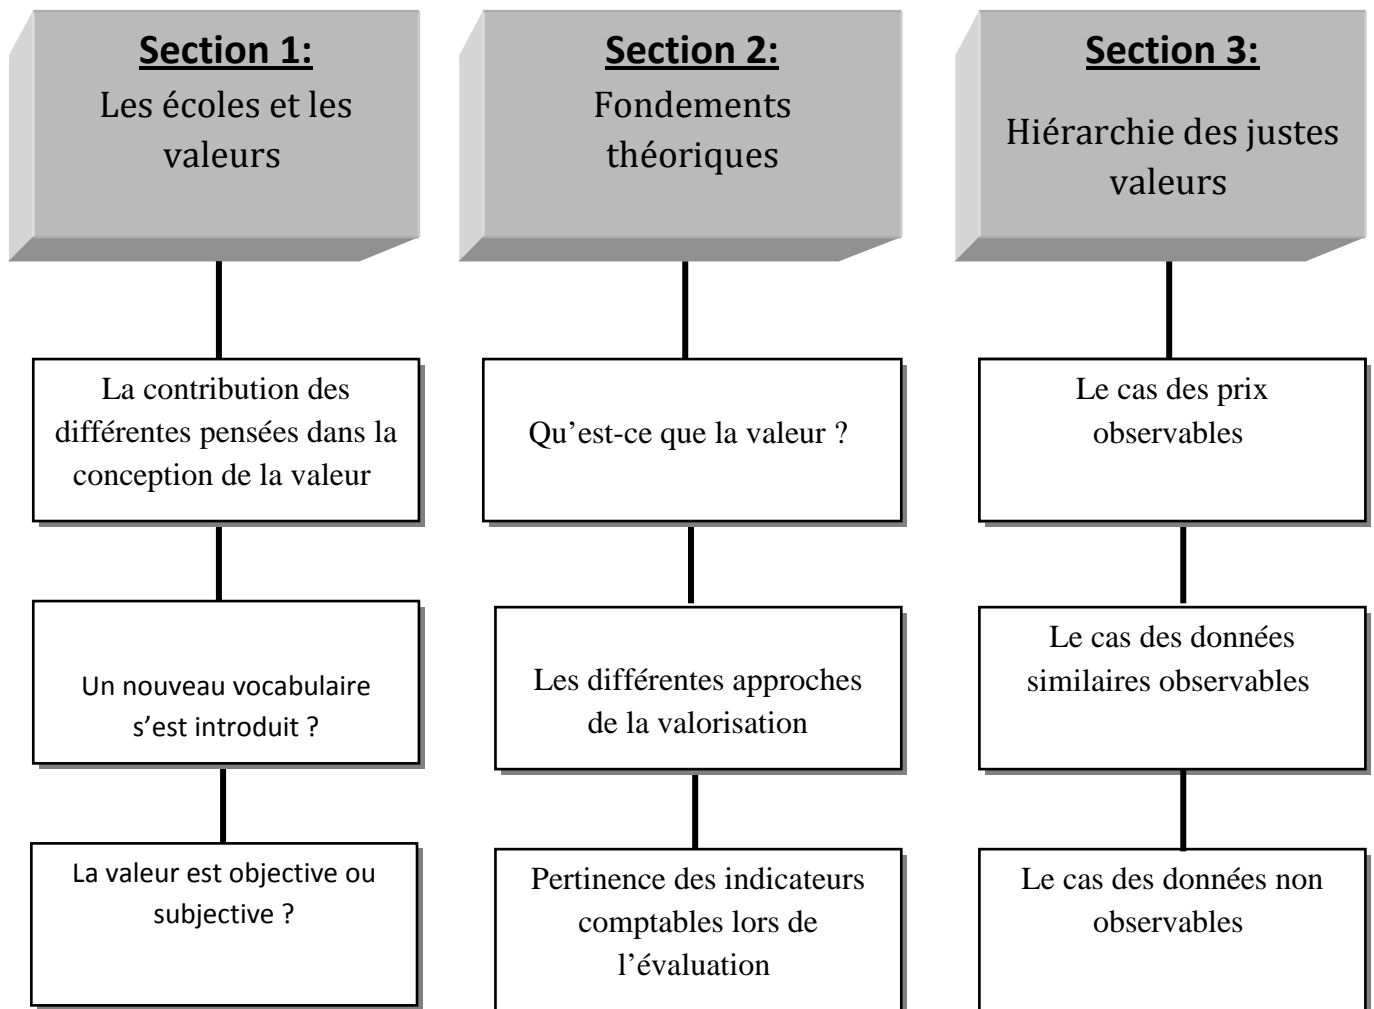 Section 1:
Les écoles et les
valeurs
La contribution des
différentes pensées dans la
conception de la valeur
Un nouveau vocabulaire
s’est introduit ?
La valeur est objective ou
subjective ?
Section 2:
Fondements
théoriques
Qu’est-ce que la valeur ?
Les différentes approches
de la valorisation
Pertinence des indicateurs
comptables lors de
l’évaluation
Section 3:
Hiérarchie des justes
valeurs
Le cas des prix
observables
Le cas des données
similaires observables
Le cas des données non
observables